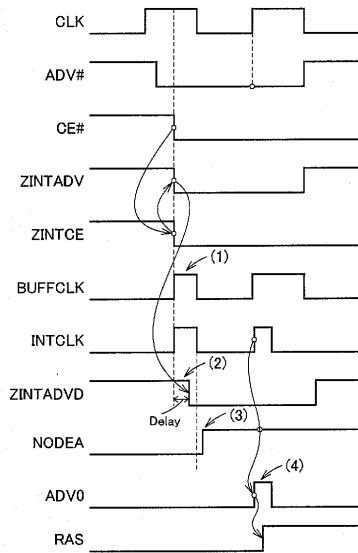 CLK
ADV#
CE#
ZINTADV
ZINTCE
(1)
BUFFCLK
INTCLK
(2)
ZINTADVD
Delay
(3)
NODEA
(4)
ADV0
RAS